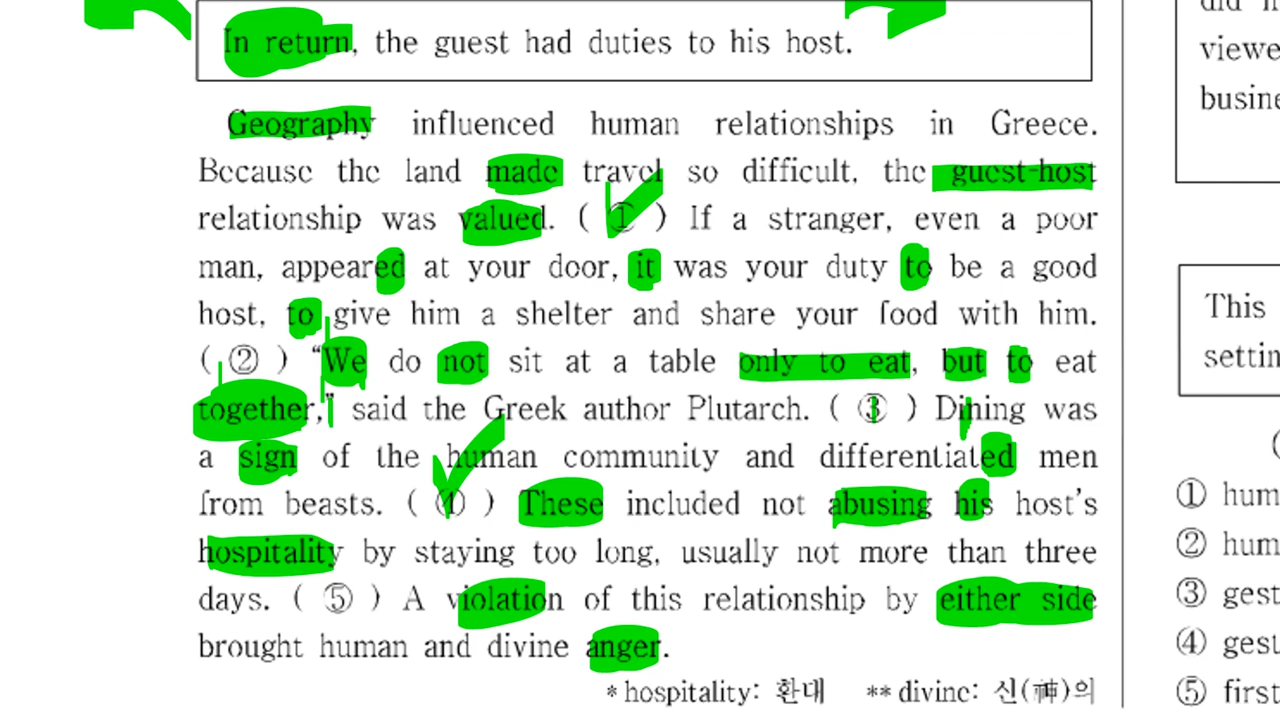 In return, the guest had duties to his host.
Geography influenced human relationships in Greece.
Because the land made travel so difficult, the guest-host
relationship was valued. ( ① ) If a stranger, even a poor
man, appeared at your door, it was your duty to be a good
host, to give him a shelter and share your food with him.
( ② ) “We do not sit at a table only to eat, but to eat
together,” said the Greek author Plutarch. ( ③ ) Dining was
a sign of the human community and differentiated men
from beasts. ( ④ ) These included not abusing his host’s
hospitality by staying too long, usually not more than three
days. ( ⑤ ) A violation of this relationship by either side
brought human and divine anger.
* hospitality: 환대 ** divine: 신(神)의
viewe
busine
This
settin
(
① hum
② hum
③ gest
④ gest
⑤ first